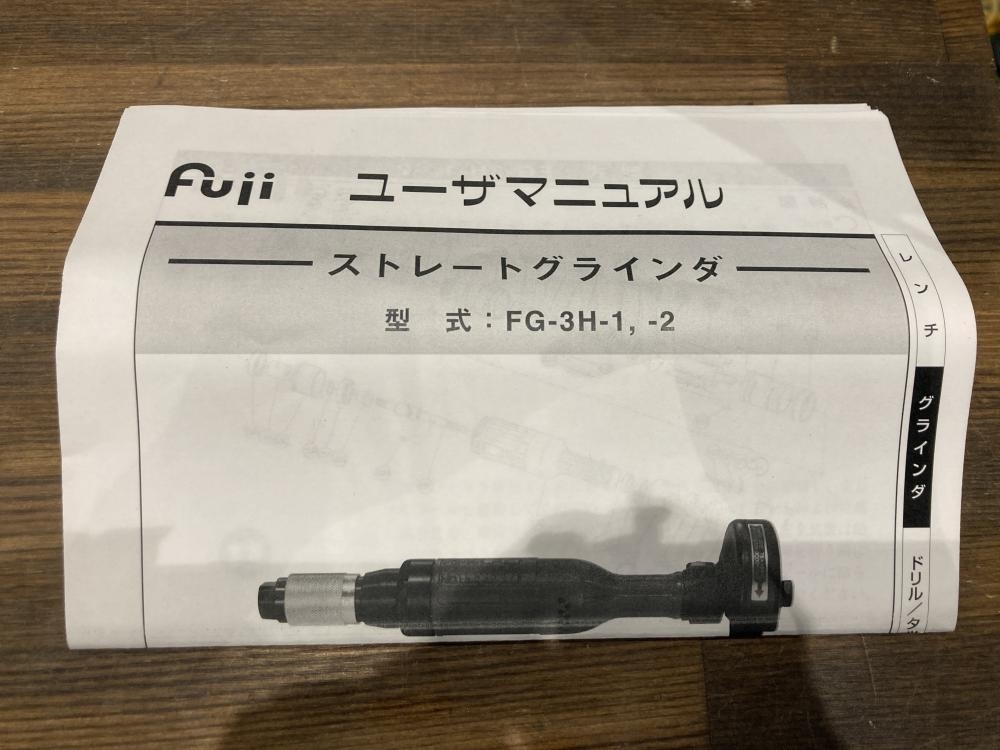 Fuji ユーザマニュアル
ストレートグラインダ
型 式：FG-3H-1, -2
レンチ
グラインダ
ドリル／タ